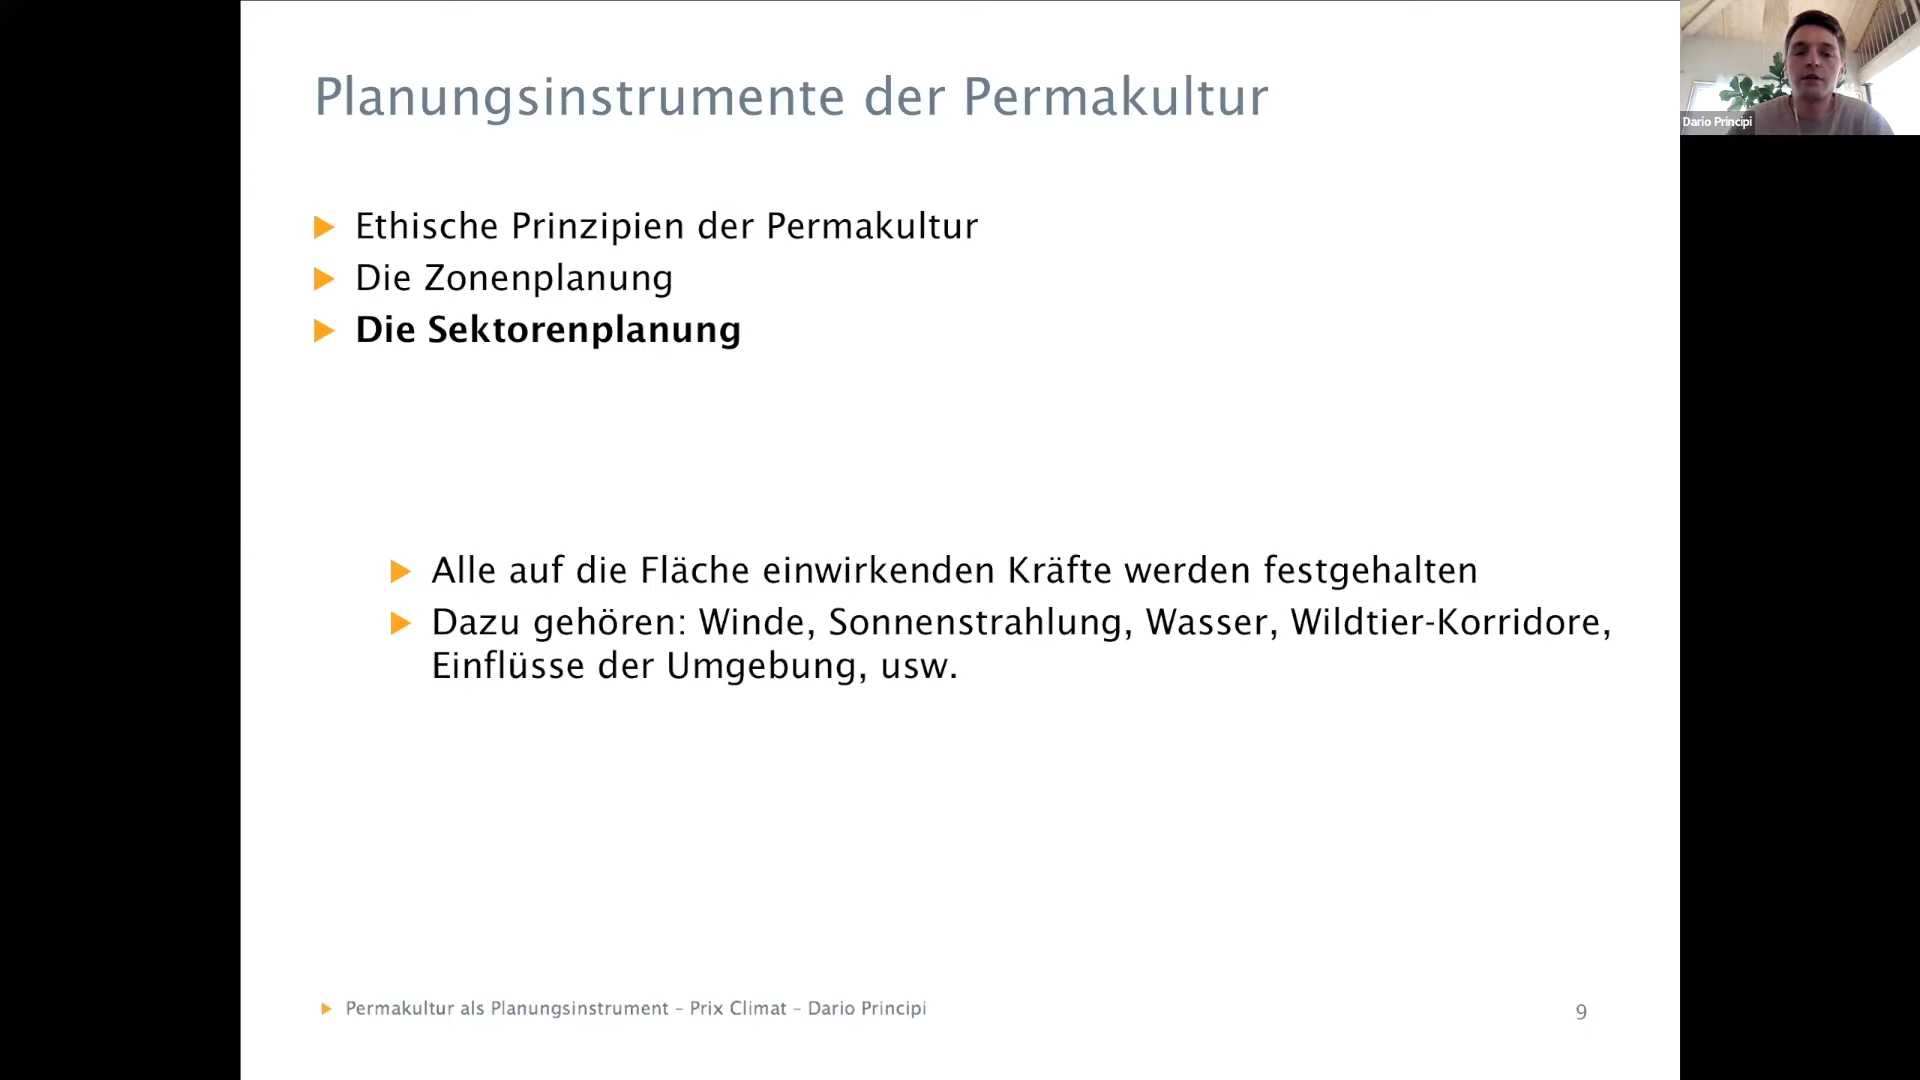 Planungsinstrumente der Permakultur
Dario Principi
Ethische Prinzipien der Permakultur
Die Zonenplanung
Die Sektorenplanung
Alle auf die Fläche einwirkenden Kräfte werden festgehalten
Dazu gehören: Winde, Sonnenstrahlung, Wasser, Wildtier-Korridore,
Einflüsse der Umgebung, usw.
Permakultur als Planungsinstrument – Prix Climat – Dario Principi
9